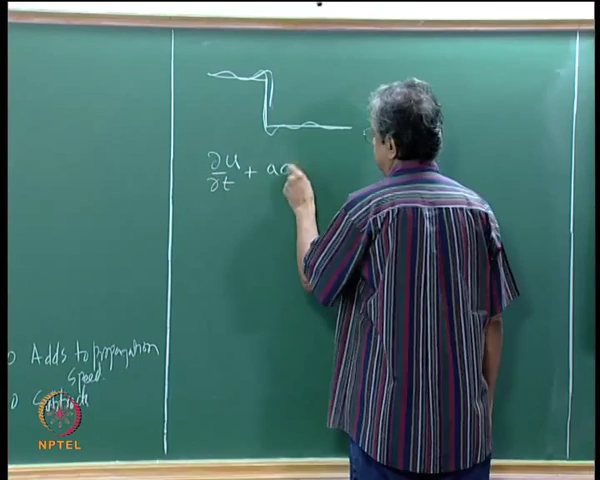 ∂u/∂t + a∂
Adds to propagation
Speed.
NPTEL